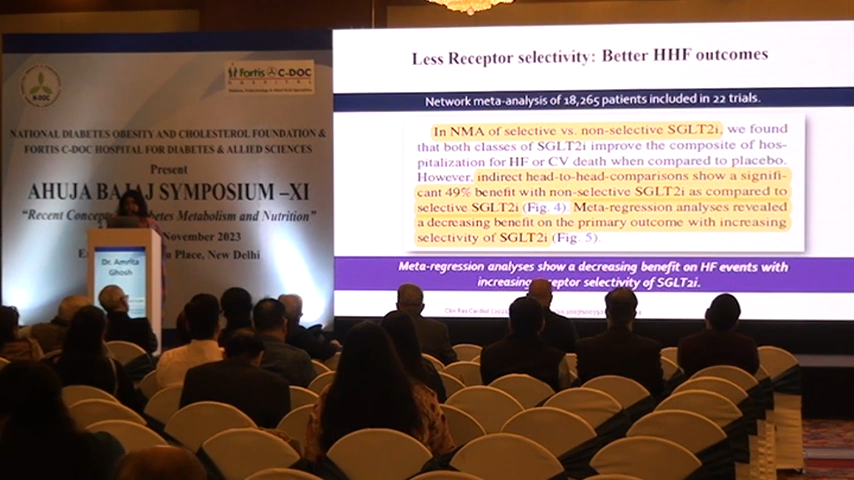 N-DOC
Fortis C-DOC
HOSPITAL
NATIONAL DIABETES OBESITY AND CHOLESTEROL FOUNDATION &
FORTIS C-DOC HOSPITAL FOR DIABETES & ALLIED SCIENCES
Present
AHUJA BAJAJ SYMPOSIUM –XI
"Recent Concep betes Metabolism and Nutrition"
November 2023
Place, New Delhi
Dr. Amrita
Ghosh
Less Receptor selectivity: Better HHF outcomes
Network meta-analysis of 18,265 patients included in 22 trials.
In NMA of selective vs. non-selective SGLT2i, we found
that both classes of SGLT2i improve the composite of hos-
pitalization for HF or CV death when compared to placebo.
However, indirect head-to-head-comparisons show a signifi-
cant 49% benefit with non-selective SGLT2i as compared to
selective SGLT2i (Fig. 4). Meta-regression analyses revealed
a decreasing benefit on the primary outcome with increasing
selectivity of SGLT2i (Fig. 5).
Meta-regression analyses show a decreasing benefit on HF events with
increasing eceptor selectivity of SGLT2i.